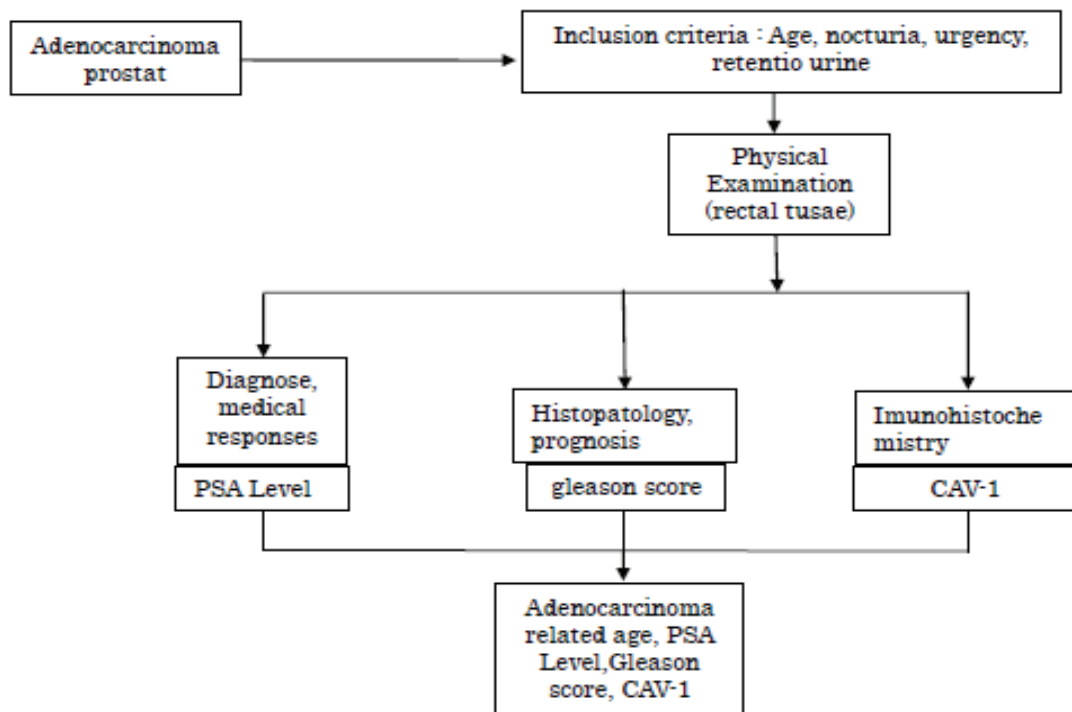 Adenocarcinoma
prostat
Inclusion criteria : Age, nocturia, urgency,
retentio urine
Physical
Examination
(rectal tusae)
Diagnose,
medical
responses
PSA Level
Histopatology,
prognosis
gleason score
Imunohistoche
mistry
CAV-1
Adenocarcinoma
related age, PSA
Level,Gleason
score, CAV-1